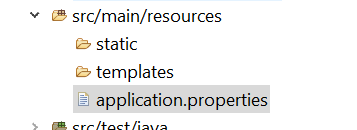 src/main/resources
static
templates
application.properties
src/test/java